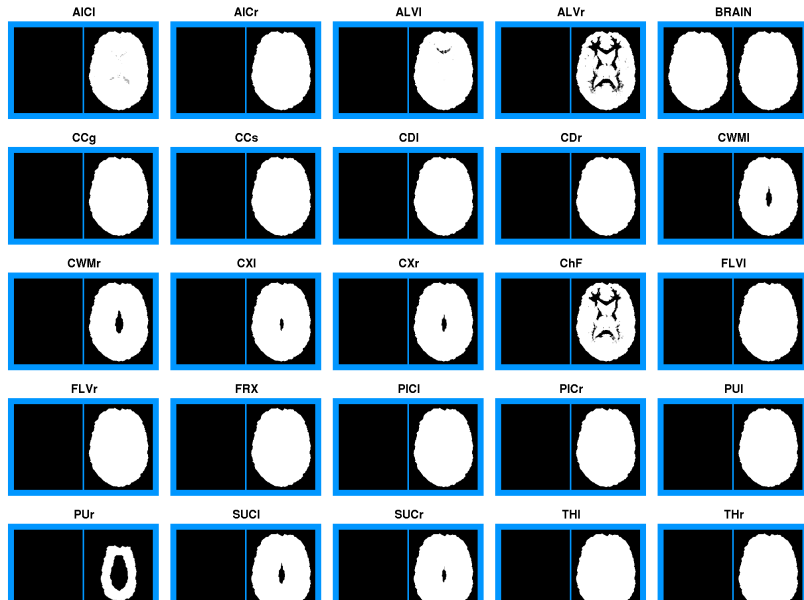 AICl AICr ALVl ALVr BRAIN
CCg CCs CDl CDr CWMl
CWMr CXl CXr ChF FLVl
FLVr FRX PICl PICr PUl
PUr SUCl SUCr THl THr